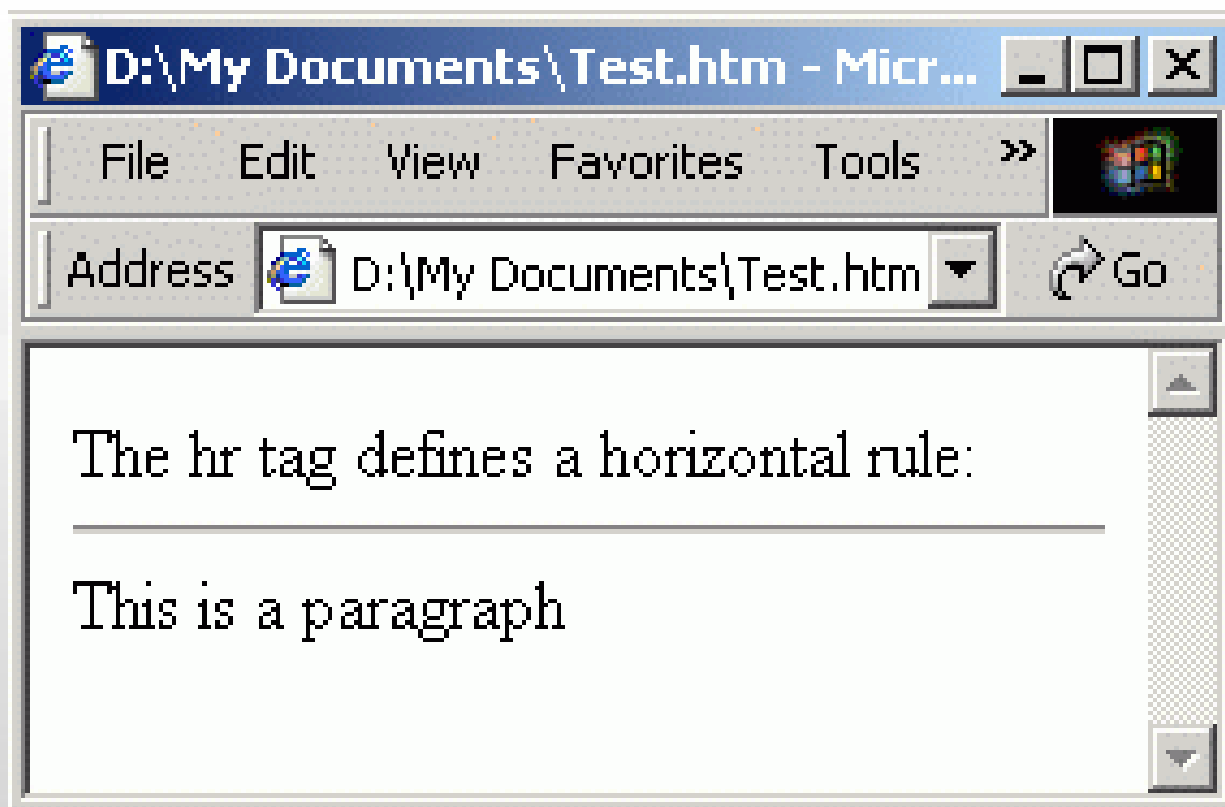 D:\My Documents\Test.htm - Micr...
File Edit View Favorites Tools »
Address D:\My Documents\Test.htm Go
The hr tag defines a horizontal rule:
This is a paragraph